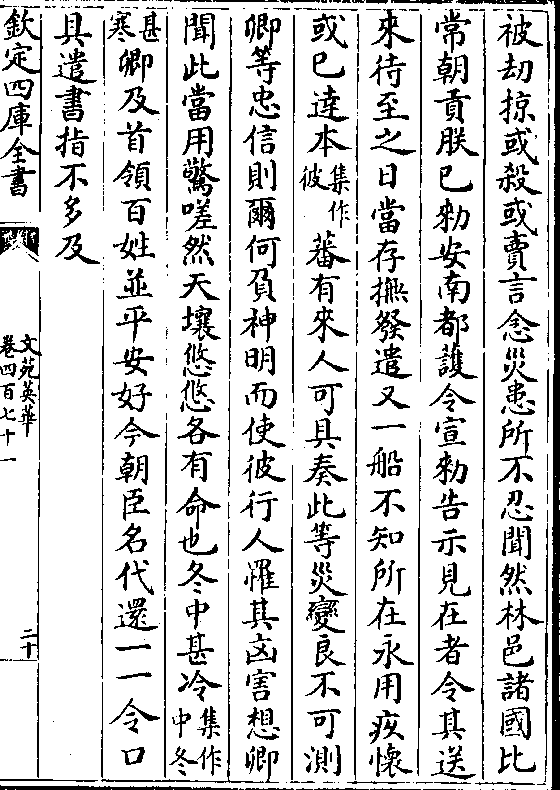 被劫掠或殺或賣言念災患所不忍聞然林邑諸國比
常朝貢朕已勑安南都護令宣勑告示見在者令其送
來待至之日當存撫發遣又一船不知所在永用疚懷
或已達本集作彼蕃有來人可具奏此等災變良不可測
卿等忠信則爾何負神明而使彼行人罹其凶害想卿
聞此當用驚嗟然天壤悠悠各有命也冬中甚冷集作中冬
甚寒卿及首領百姓並平安好今朝臣名代還一一令口
具遣書指不多及
欽定四庫全書
文苑英華
卷四百七十一
二十